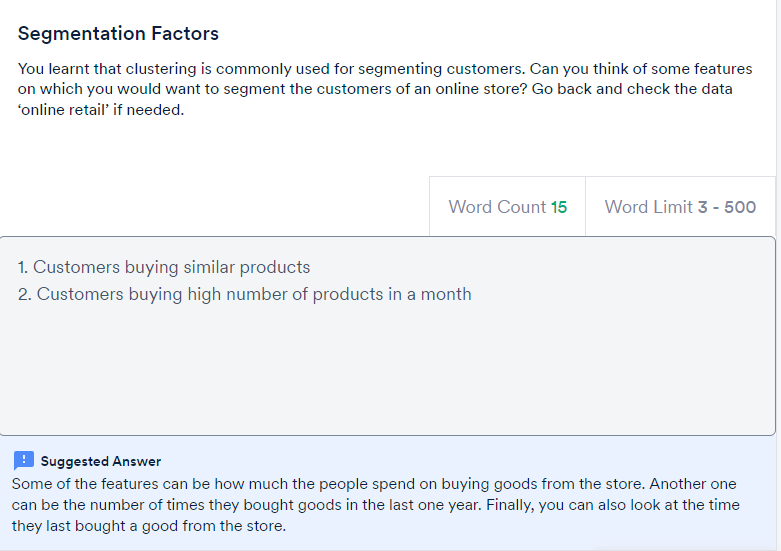 Segmentation Factors
You learnt that clustering is commonly used for segmenting customers. Can you think of some features
on which you would want to segment the customers of an online store? Go back and check the data
‘online retail’ if needed.
Word Count 15
Word Limit 3 - 500
1. Customers buying similar products
2. Customers buying high number of products in a month
Suggested Answer
Some of the features can be how much the people spend on buying goods from the store. Another one
can be the number of times they bought goods in the last one year. Finally, you can also look at the time
they last bought a good from the store.